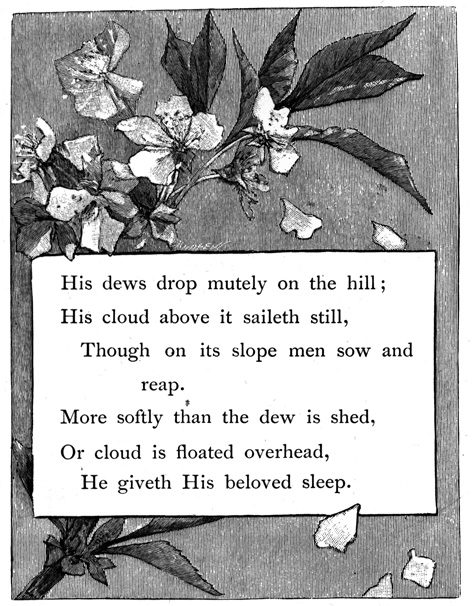 His dews drop mutely on the hill;
His cloud above it saileth still,
Though on its slope men sow and
reap.
More softly than the dew is shed,
Or cloud is floated overhead,
He giveth His beloved sleep.